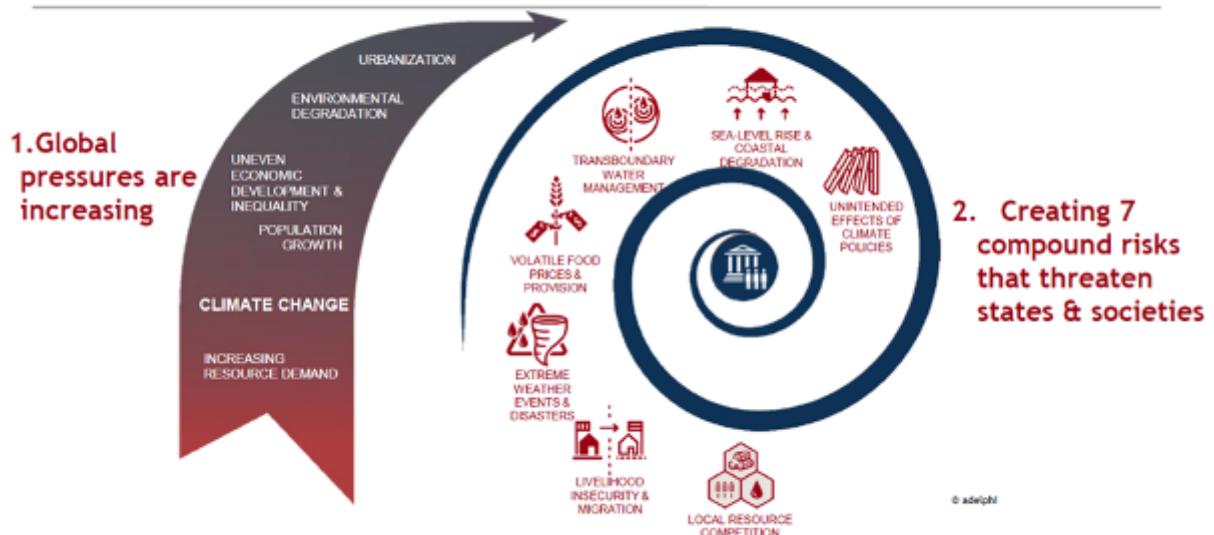 1.Global
pressures are
increasing
URBANIZATION
ENVIRONMENTAL
DEGRADATION
UNEVEN
ECONOMIC
DEVELOPMENT &
INEQUALITY
POPULATION
GROWTH
CLIMATE CHANGE
INCREASING
RESOURCE DEMAND
TRANSBOUNDARY
WATER
MANAGEMENT
SEA-LEVEL RISE &
COASTAL
DEGRADATION
UNINTENDED
EFFECTS OF
CLIMATE
POLICIES
VOLATILE FOOD
PRICES &
PROVISION
EXTREME
WEATHER
EVENTS &
DISASTERS
LIVELIHOOD
INSECURITY &
MIGRATION
LOCAL RESOURCE
COMPETITION
2. Creating 7
compound risks
that threaten
states & societies
© adelphi